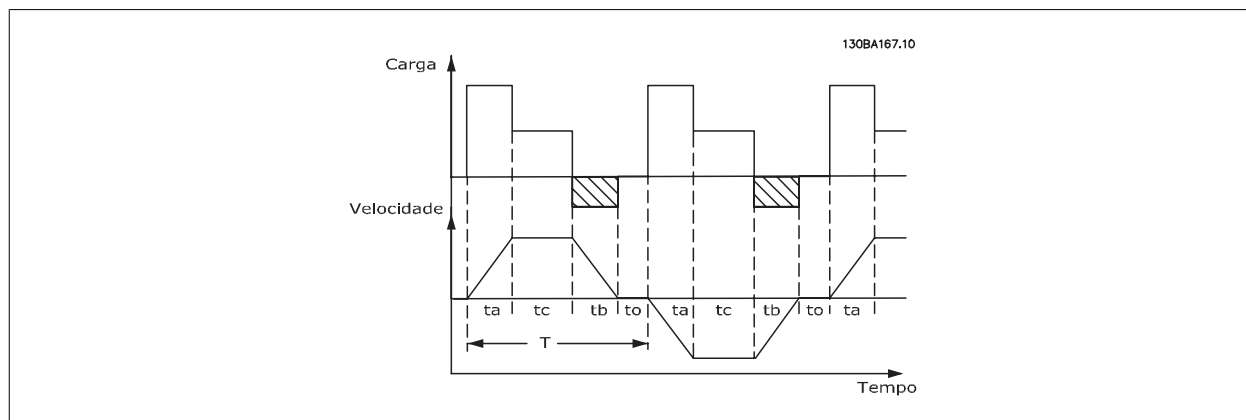 130BA167.10
Carga
Velocidade
ta tc tb to ta tc tb to ta
T
Tempo